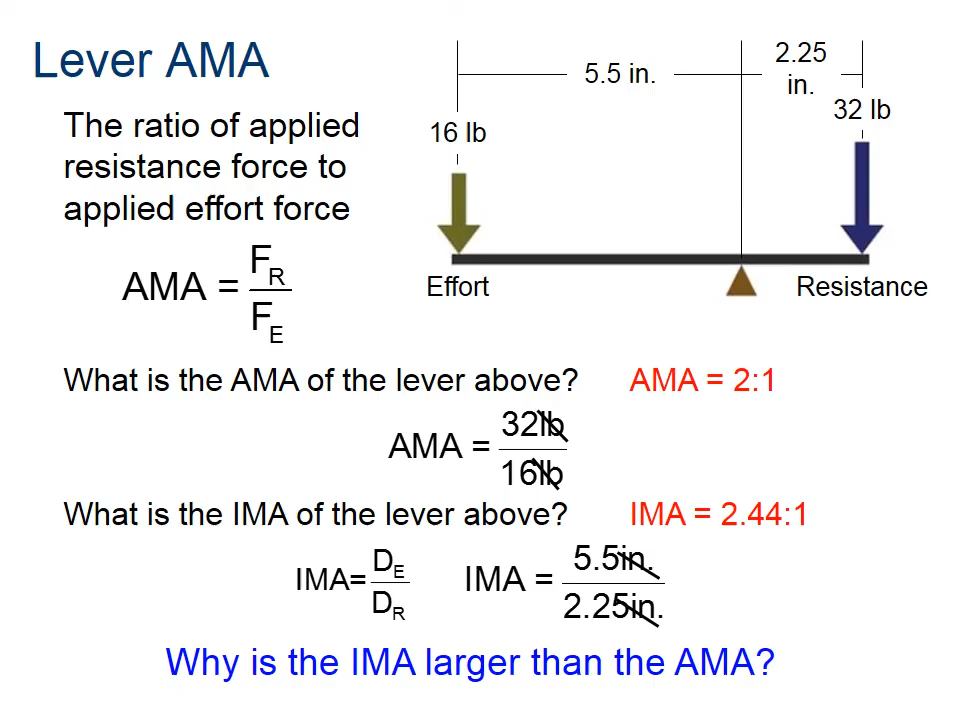 Lever AMA
The ratio of applied
resistance force to
applied effort force
AMA = F_R / F_E
5.5 in.
2.25
in.
16 lb
32 lb
Effort
Resistance
What is the AMA of the lever above? AMA = 2:1
AMA = 32lb / 16lb
What is the IMA of the lever above? IMA = 2.44:1
IMA= D_E / D_R IMA = 5.5in. / 2.25in.
Why is the IMA larger than the AMA?